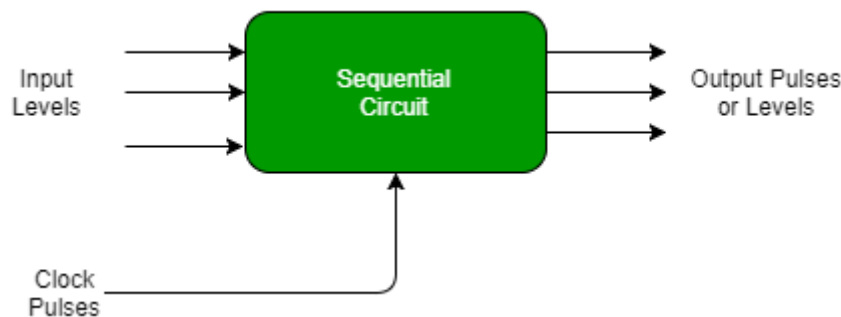 Input
Levels
Sequential
Circuit
Output Pulses
or Levels
Clock
Pulses